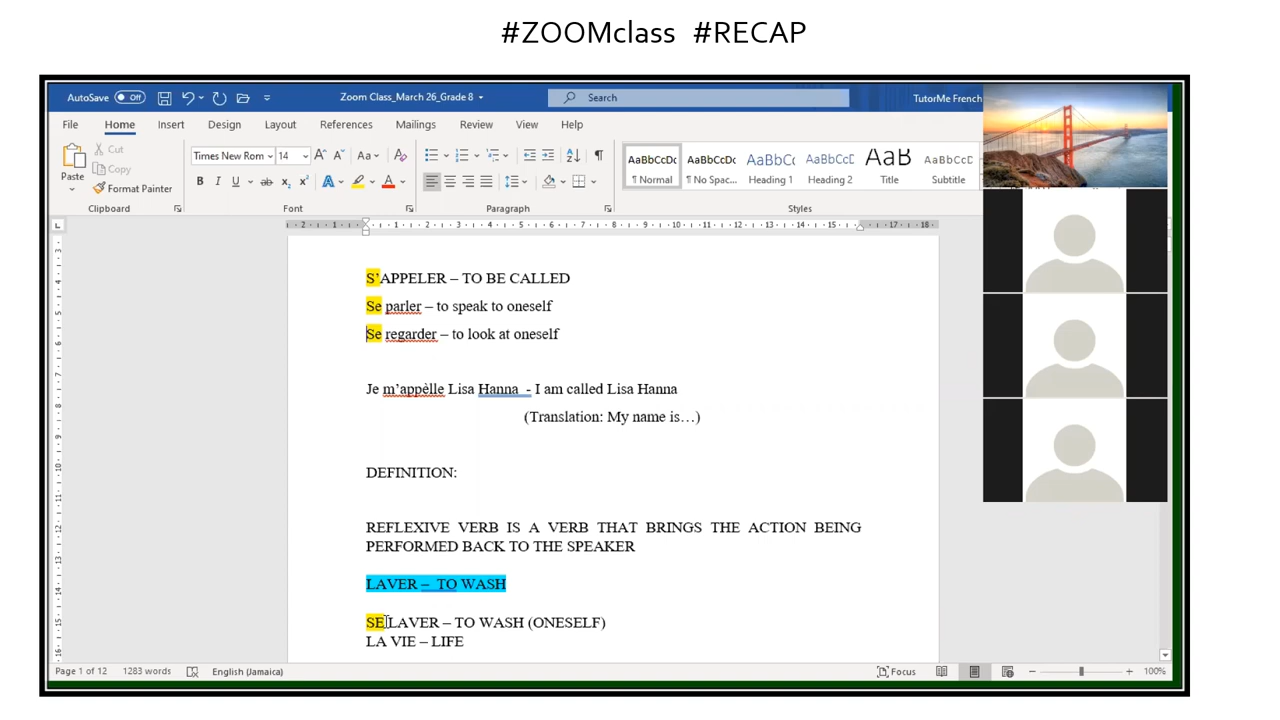 #ZOOMclass #RECAP
AutoSave Off Zoom Class_March 26_Grade 8 Search TutorMe French
File Home Insert Design Layout References Mailings Review View Help
Paste Cut Copy Format Painter
Times New Rom 14
AaBbCcDc AaBbCcDc AaBbCc AaBbCcD AaB AaBbCcD
¶ Normal ¶ No Spac... Heading 1 Heading 2 Title Subtitle
Clipboard Font Paragraph Styles
S'APPELER – TO BE CALLED
Se parler – to speak to oneself
Se regarder – to look at oneself
Je m'appèlle Lisa Hanna - I am called Lisa Hanna
(Translation: My name is…)
DEFINITION:
REFLEXIVE VERB IS A VERB THAT BRINGS THE ACTION BEING
PERFORMED BACK TO THE SPEAKER
LAVER – TO WASH
SE LAVER – TO WASH (ONESELF)
LA VIE – LIFE
Page 1 of 12 1283 words English (Jamaica) Focus 100%